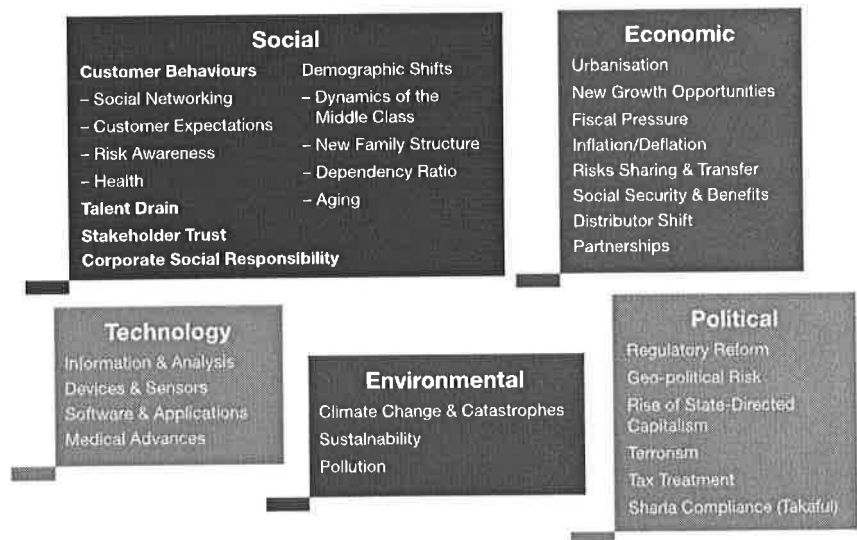 Social
Customer Behaviours
– Social Networking
– Customer Expectations
– Risk Awareness
– Health
Talent Drain
Stakeholder Trust
Corporate Social Responsibility
Demographic Shifts
– Dynamics of the
Middle Class
– New Family Structure
– Dependency Ratio
– Aging
Economic
Urbanisation
New Growth Opportunities
Fiscal Pressure
Inflation/Deflation
Risks Sharing & Transfer
Social Security & Benefits
Distributor Shift
Partnerships
Technology
Information & Analysis
Devices & Sensors
Software & Applications
Medical Advances
Environmental
Climate Change & Catastrophes
Sustainability
Pollution
Political
Regulatory Reform
Geo-political Risk
Rise of State-Directed
Capitalism
Terrorism
Tax Treatment
Sharia Compliance (Takaful)